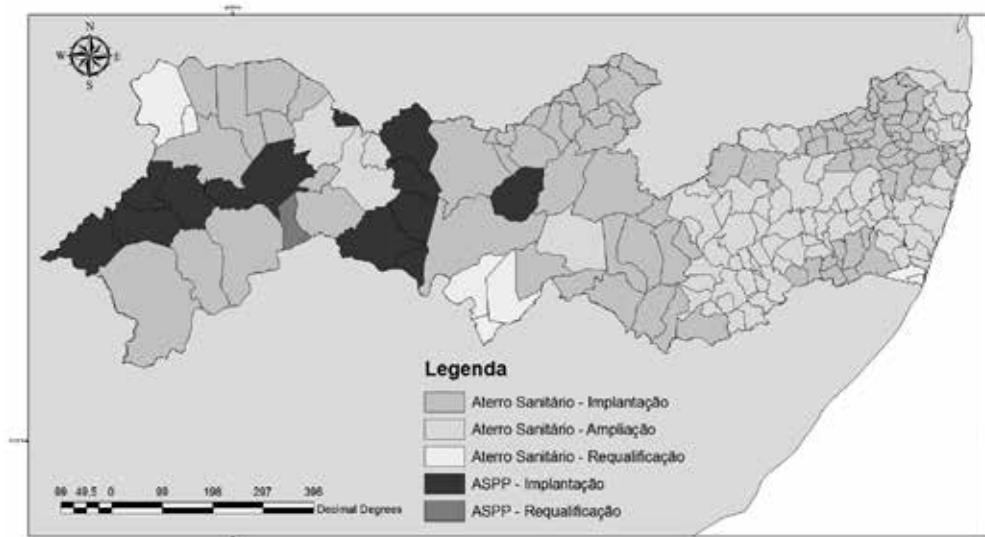 N
W E
S
Legenda
Aterro Sanitário - Implantação
Aterro Sanitário - Ampliação
Aterro Sanitário - Requalificação
ASPP - Implantação
ASPP - Requalificação
99 49.5 0 99 198 297 396
Decimal Degrees